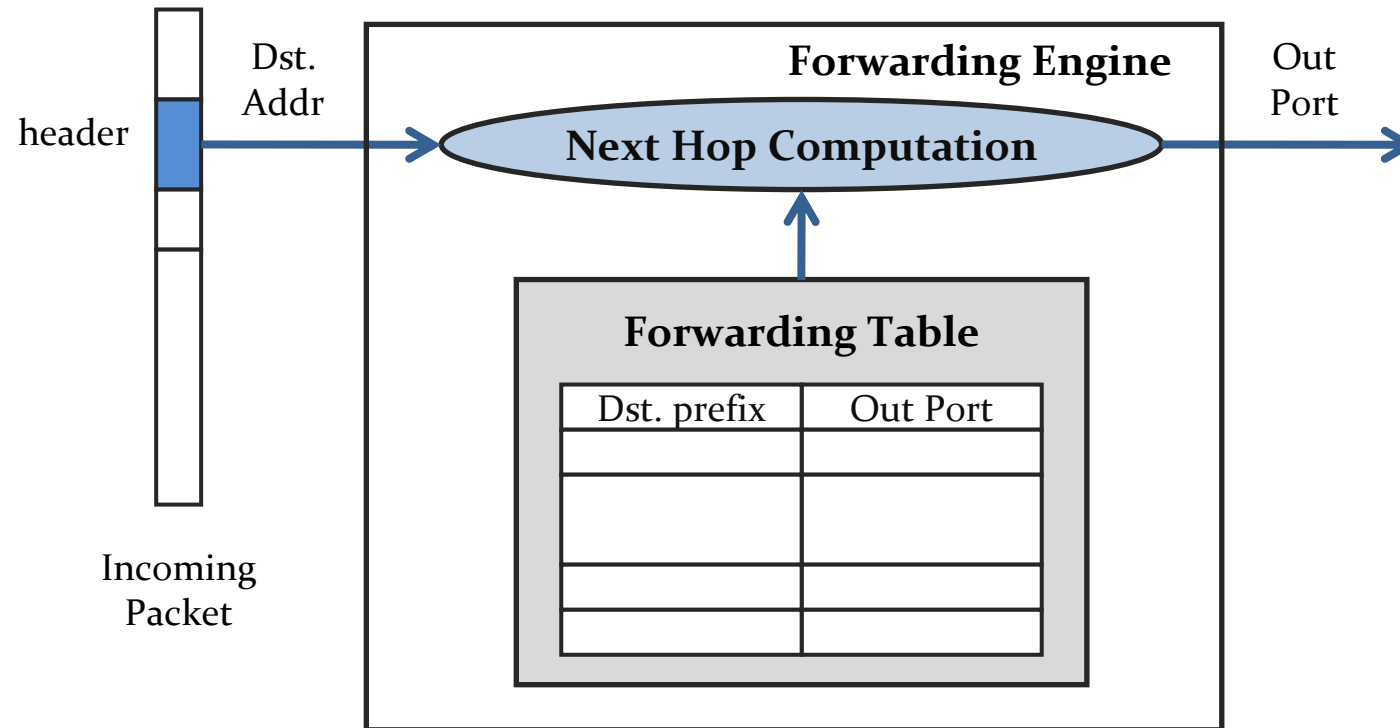 header
Dst.
Addr
Forwarding Engine
Next Hop Computation
Out
Port
Forwarding Table
Dst. prefix
Out Port
Incoming
Packet